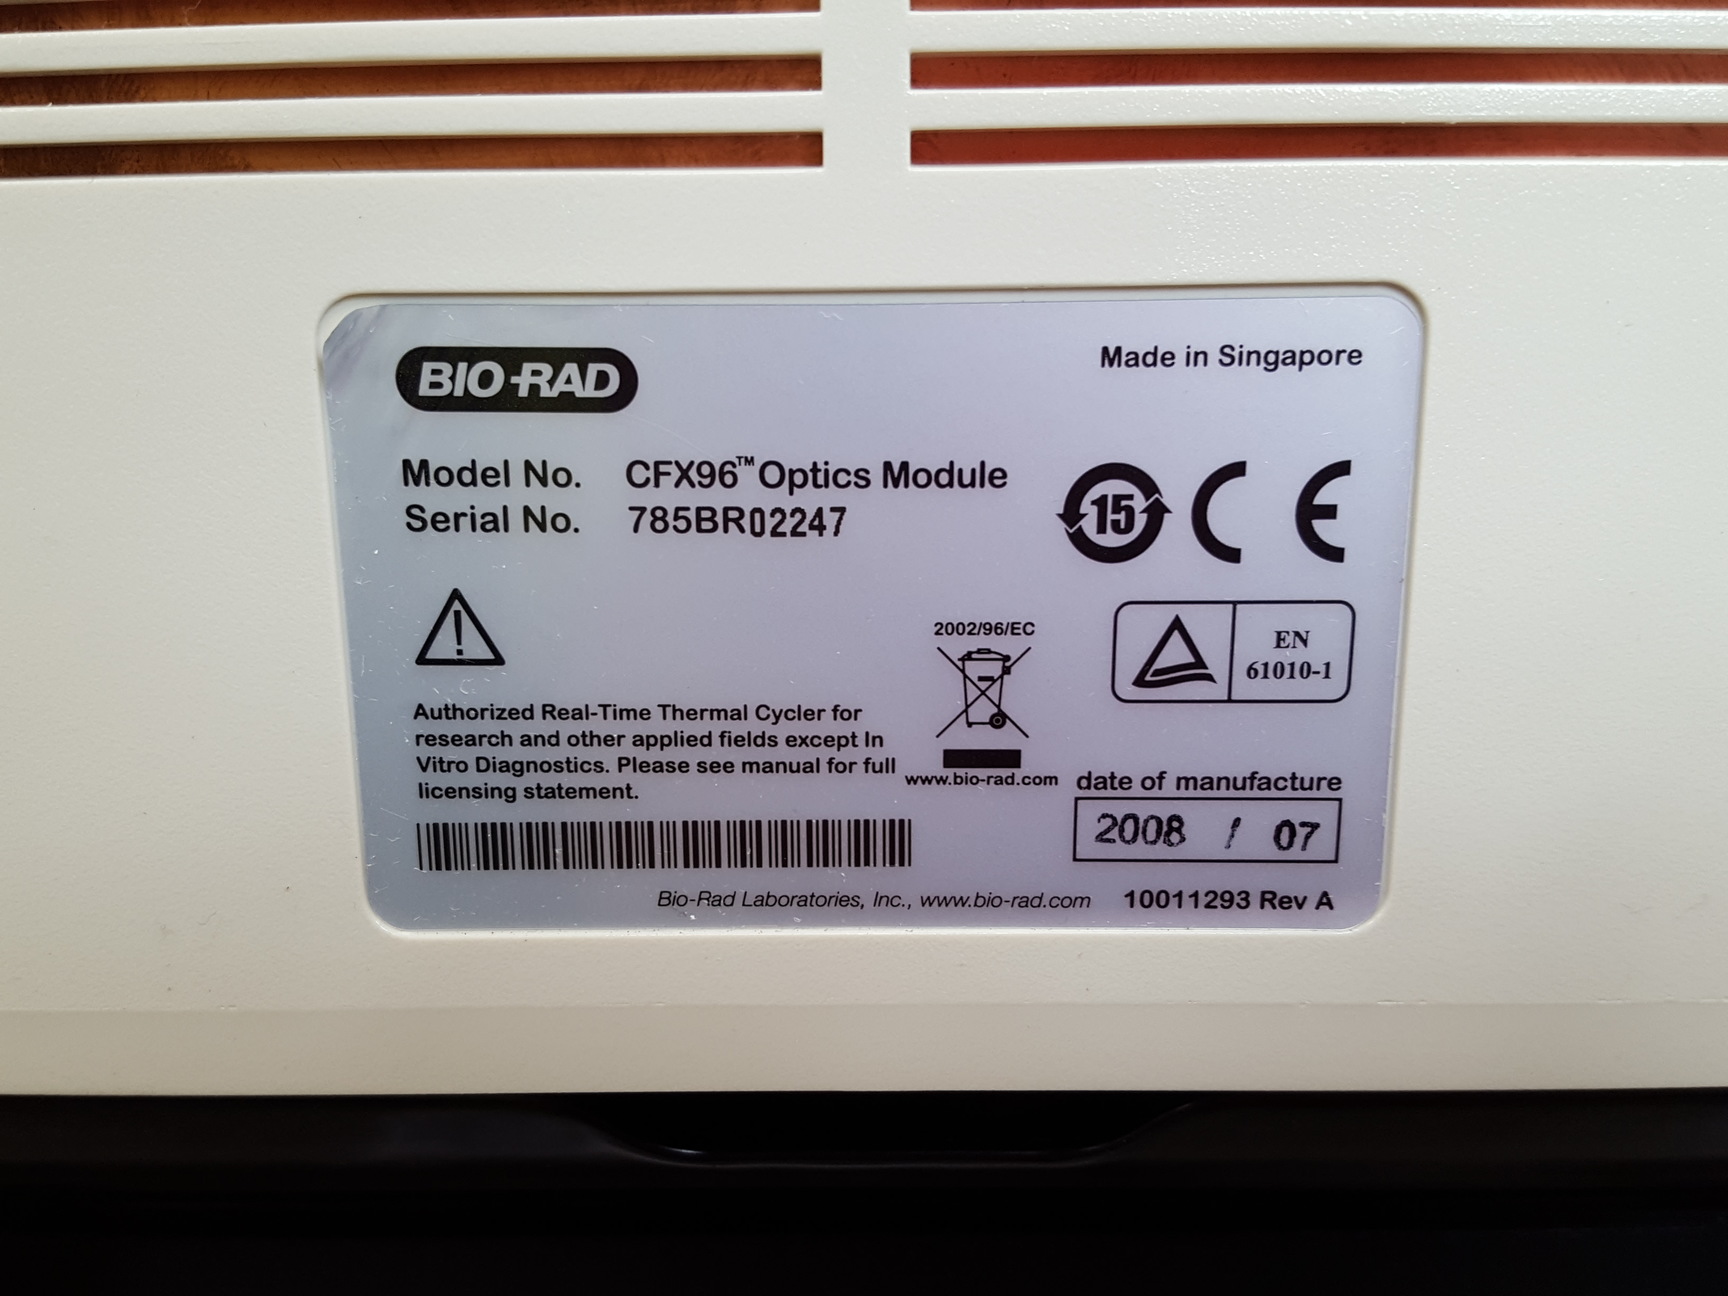 BIO-RAD
Made in Singapore
Model No. CFX96™ Optics Module
Serial No. 785BR02247
15
CE
2002/96/EC
EN
61010-1
Authorized Real-Time Thermal Cycler for
research and other applied fields except In
Vitro Diagnostics. Please see manual for full
licensing statement.
www.bio-rad.com
date of manufacture
2008 / 07
Bio-Rad Laboratories, Inc., www.bio-rad.com
10011293 Rev A